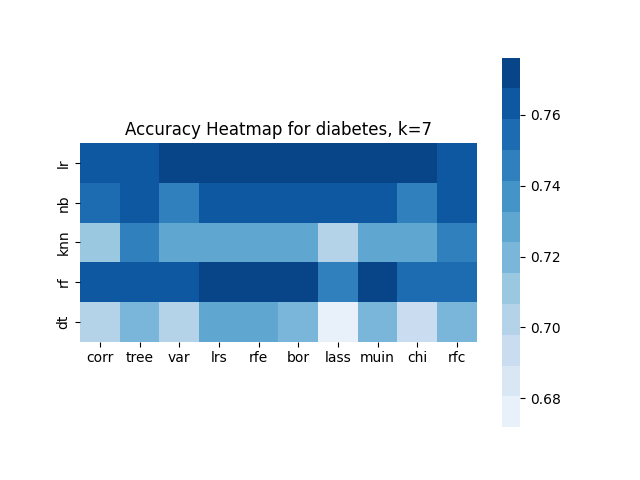 Accuracy Heatmap for diabetes, k=7
lr
nb
knn
rf
dt
corr tree var lrs rfe bor lass muin chi rfc
0.76
0.74
0.72
0.70
0.68